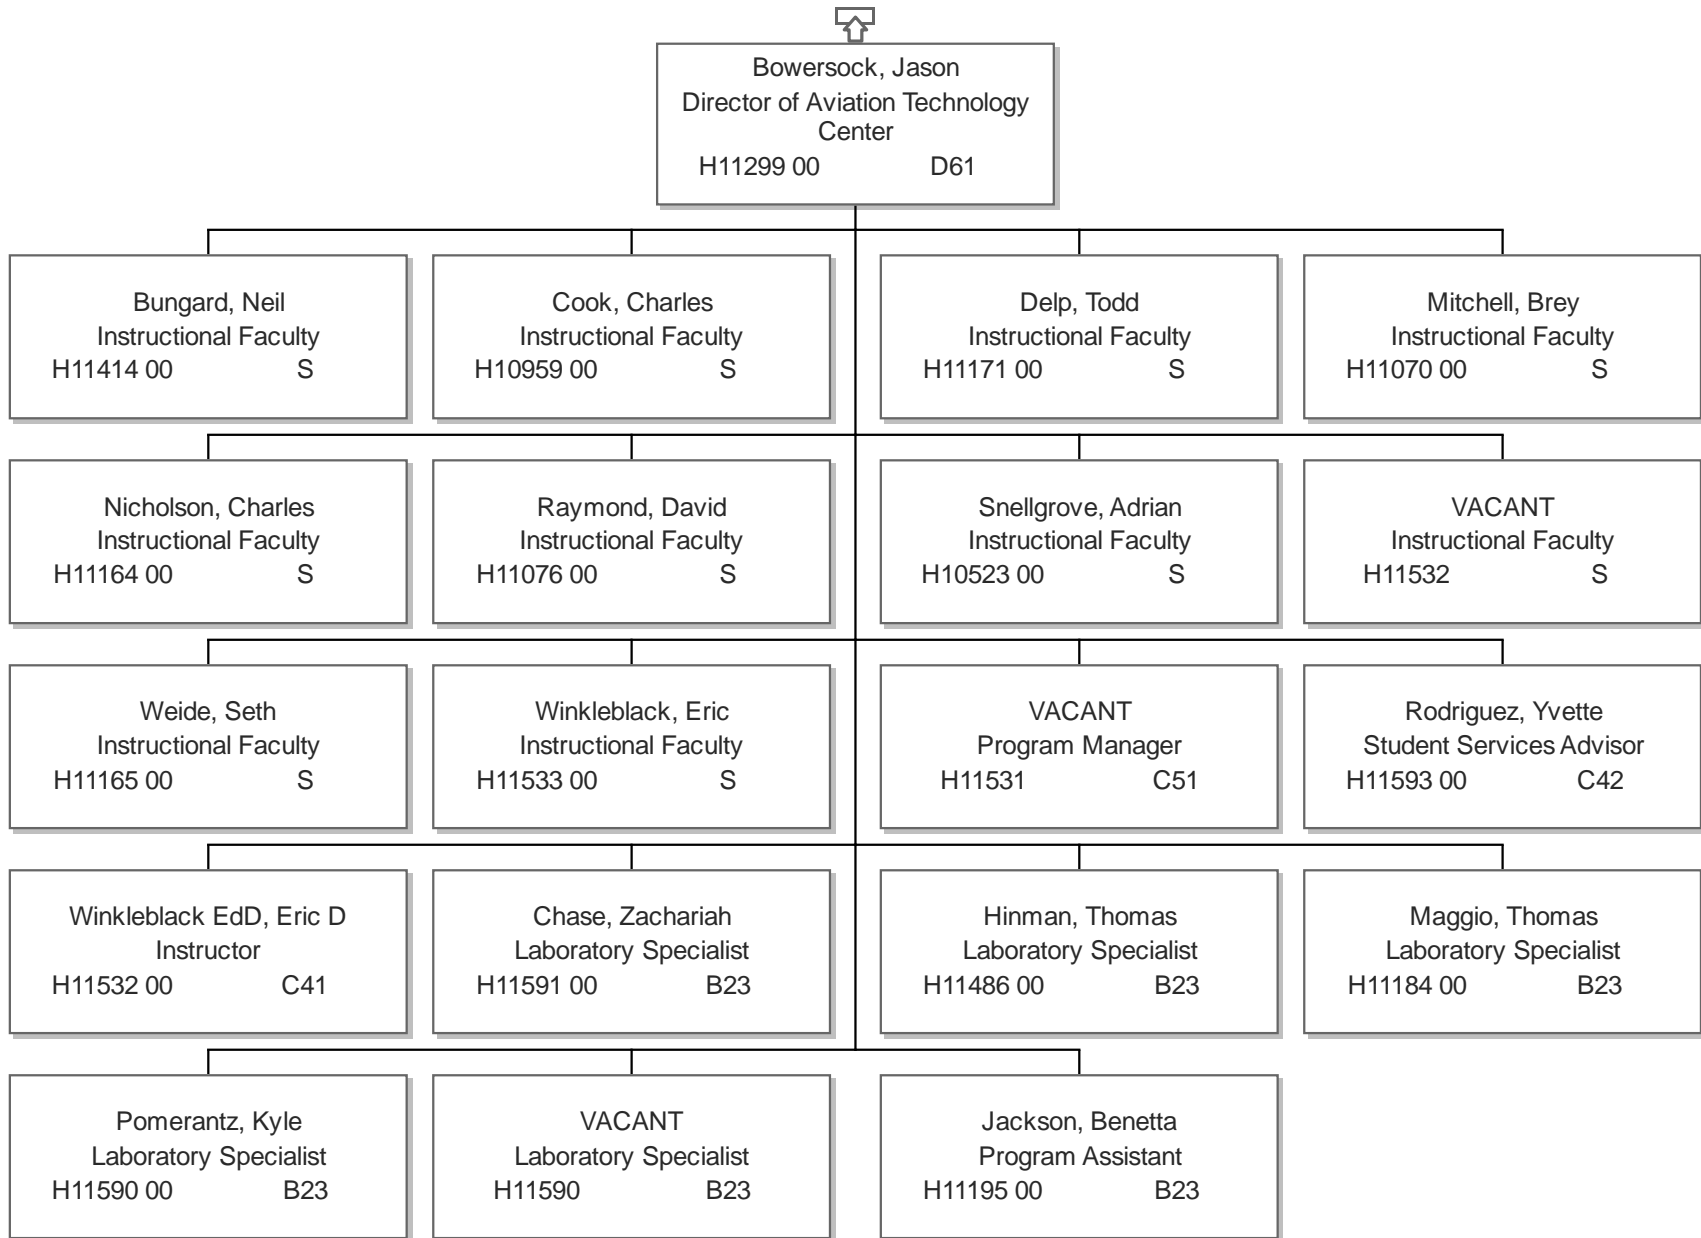 Bowersock, Jason
Director of Aviation Technology
Center
H11299 00 D61
Bungard, Neil
Instructional Faculty
H11414 00 S
Cook, Charles
Instructional Faculty
H10959 00 S
Delp, Todd
Instructional Faculty
H11171 00 S
Mitchell, Brey
Instructional Faculty
H11070 00 S
Nicholson, Charles
Instructional Faculty
H11164 00 S
Raymond, David
Instructional Faculty
H11076 00 S
Snellgrove, Adrian
Instructional Faculty
H10523 00 S
VACANT
Instructional Faculty
H11532 S
Weide, Seth
Instructional Faculty
H11165 00 S
Winkleblack, Eric
Instructional Faculty
H11533 00 S
VACANT
Program Manager
H11531 C51
Rodriguez, Yvette
Student Services Advisor
H11593 00 C42
Winkleblack EdD, Eric D
Instructor
H11532 00 C41
Chase, Zachariah
Laboratory Specialist
H11591 00 B23
Hinman, Thomas
Laboratory Specialist
H11486 00 B23
Maggio, Thomas
Laboratory Specialist
H11184 00 B23
Pomerantz, Kyle
Laboratory Specialist
H11590 00 B23
VACANT
Laboratory Specialist
H11590 B23
Jackson, Benetta
Program Assistant
H11195 00 B23